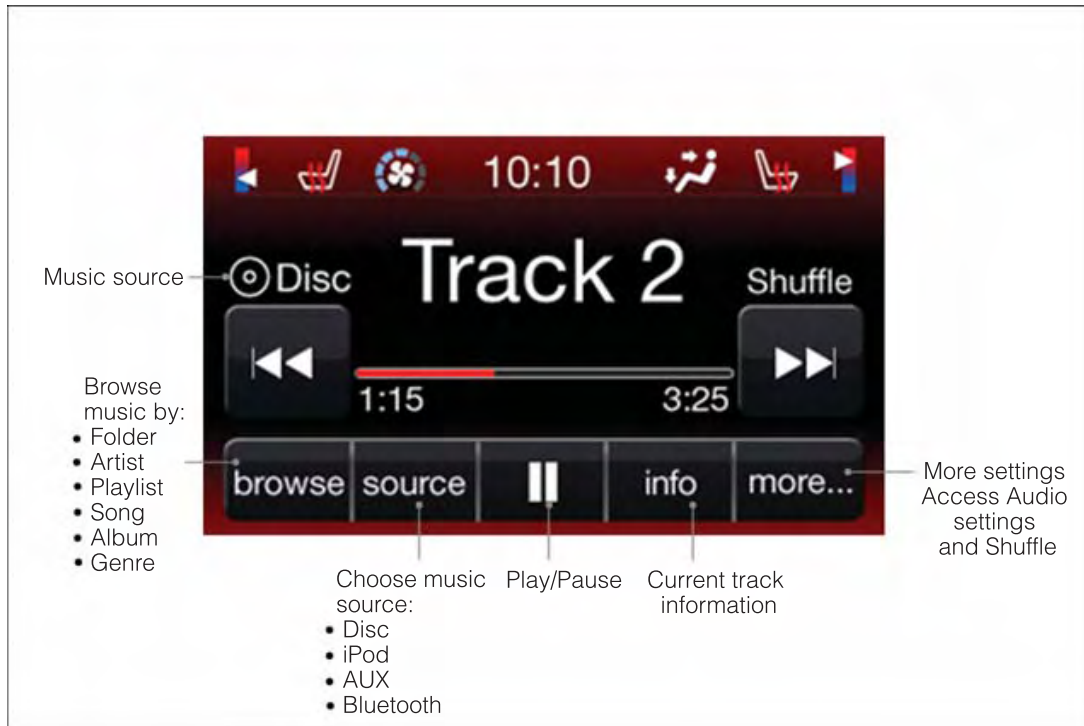 10:10
Music source
Disc
Track 2
Shuffle
1:15
3:25
Browse
music by:
• Folder
• Artist
• Playlist
• Song
• Album
• Genre
browse
source
info
more...
More settings
Access Audio
settings
and Shuffle
Choose music
source:
• Disc
• iPod
• AUX
• Bluetooth
Play/Pause
Current track
information